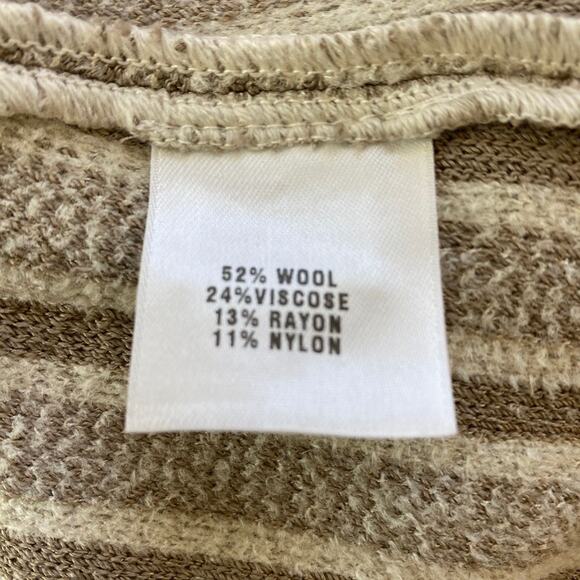 52% WOOL
24%VISCOSE
13% RAYON
11% NYLON